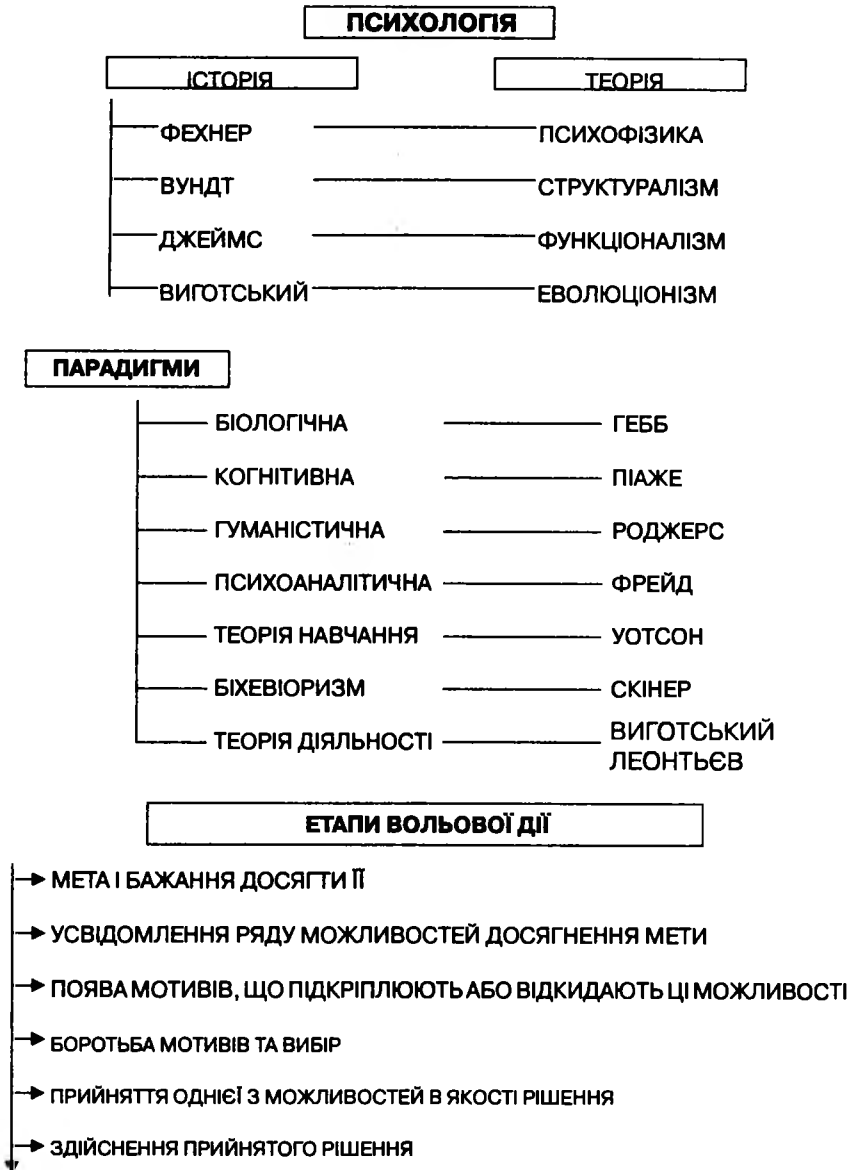 ПСИХОЛОГІЯ
ІСТОРІЯ ТЕОРІЯ
ФЕХНЕР ПСИХОФІЗИКА
ВУНДТ СТРУКТУРАЛІЗМ
ДЖЕЙМС ФУНКЦІОНАЛІЗМ
ВИГОТСЬКИЙ ЕВОЛЮЦІОНІЗМ
ПАРАДИГМИ
БІОЛОГІЧНА ГЕББ
КОГНІТИВНА ПІАЖЕ
ГУМАНІСТИЧНА РОДЖЕРС
ПСИХОАНАЛІТИЧНА ФРЕЙД
ТЕОРІЯ НАВЧАННЯ УОТСОН
БІХЕВІОРИЗМ СКІНЕР
ТЕОРІЯ ДІЯЛЬНОСТІ ВИГОТСЬКИЙ
ЛЕОНТЬЄВ
ЕТАПИ ВОЛЬОВОЇ ДІЇ
МЕТА І БАЖАННЯ ДОСЯГТИ ЇЇ
УСВІДОМЛЕННЯ РЯДУ МОЖЛИВОСТЕЙ ДОСЯГНЕННЯ МЕТИ
ПОЯВА МОТИВІВ, ЩО ПІДКРІПЛЮЮТЬ АБО ВІДКИДАЮТЬ ЦІ МОЖЛИВОСТІ
БОРОТЬБА МОТИВІВ ТА ВИБІР
ПРИЙНЯТТЯ ОДНІЄЇ З МОЖЛИВОСТЕЙ В ЯКОСТІ РІШЕННЯ
ЗДІЙСНЕННЯ ПРИЙНЯТОГО РІШЕННЯ